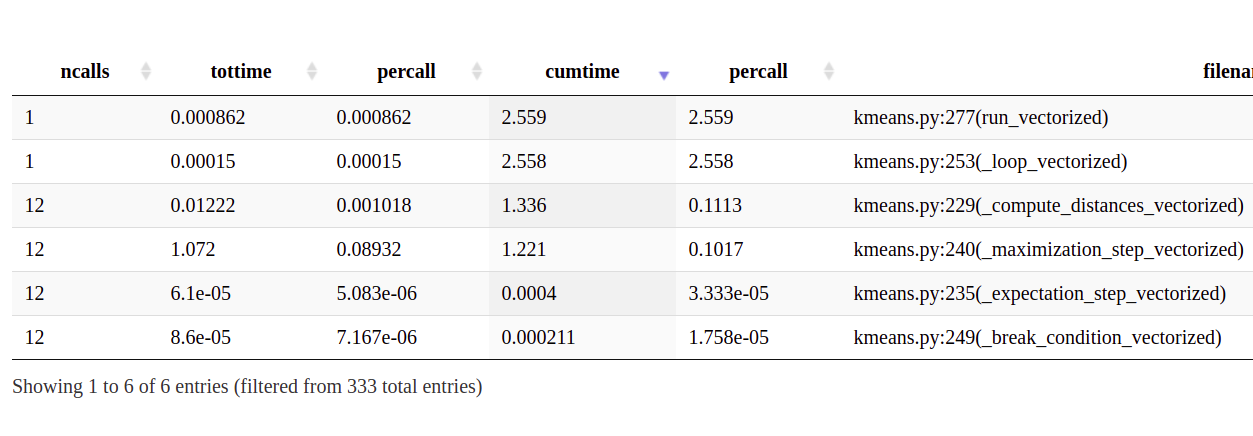 ncalls tottime percall cumtime percall filenam
1 0.000862 0.000862 2.559 2.559 kmeans.py:277(run_vectorized)
1 0.00015 0.00015 2.558 2.558 kmeans.py:253(_loop_vectorized)
12 0.01222 0.001018 1.336 0.1113 kmeans.py:229(_compute_distances_vectorized)
12 1.072 0.08932 1.221 0.1017 kmeans.py:240(_maximization_step_vectorized)
12 6.1e-05 5.083e-06 0.0004 3.333e-05 kmeans.py:235(_expectation_step_vectorized)
12 8.6e-05 7.167e-06 0.000211 1.758e-05 kmeans.py:249(_break_condition_vectorized)
Showing 1 to 6 of 6 entries (filtered from 333 total entries)